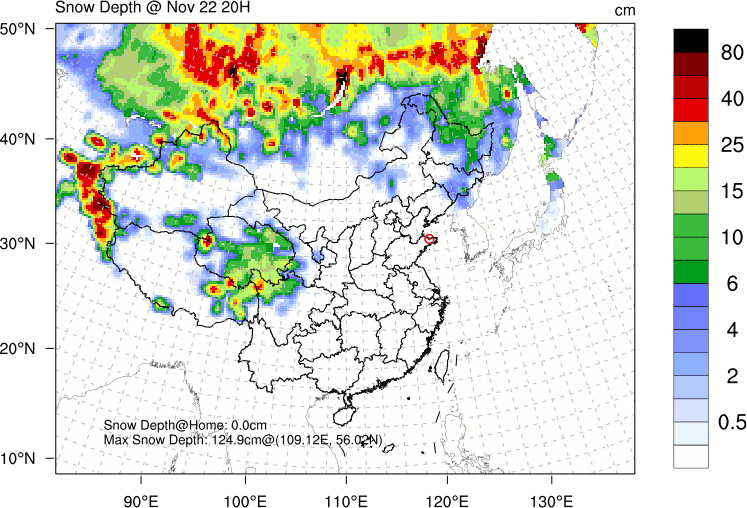 Snow Depth @ Nov 22 20H
cm
50°N
40°N
30°N
20°N
10°N
90°E
100°E
110°E
120°E
130°E
Snow Depth@Home: 0.0cm
Max Snow Depth: 124.9cm@(109.12E, 56.02N)
80
40
25
15
10
6
4
2
0.5